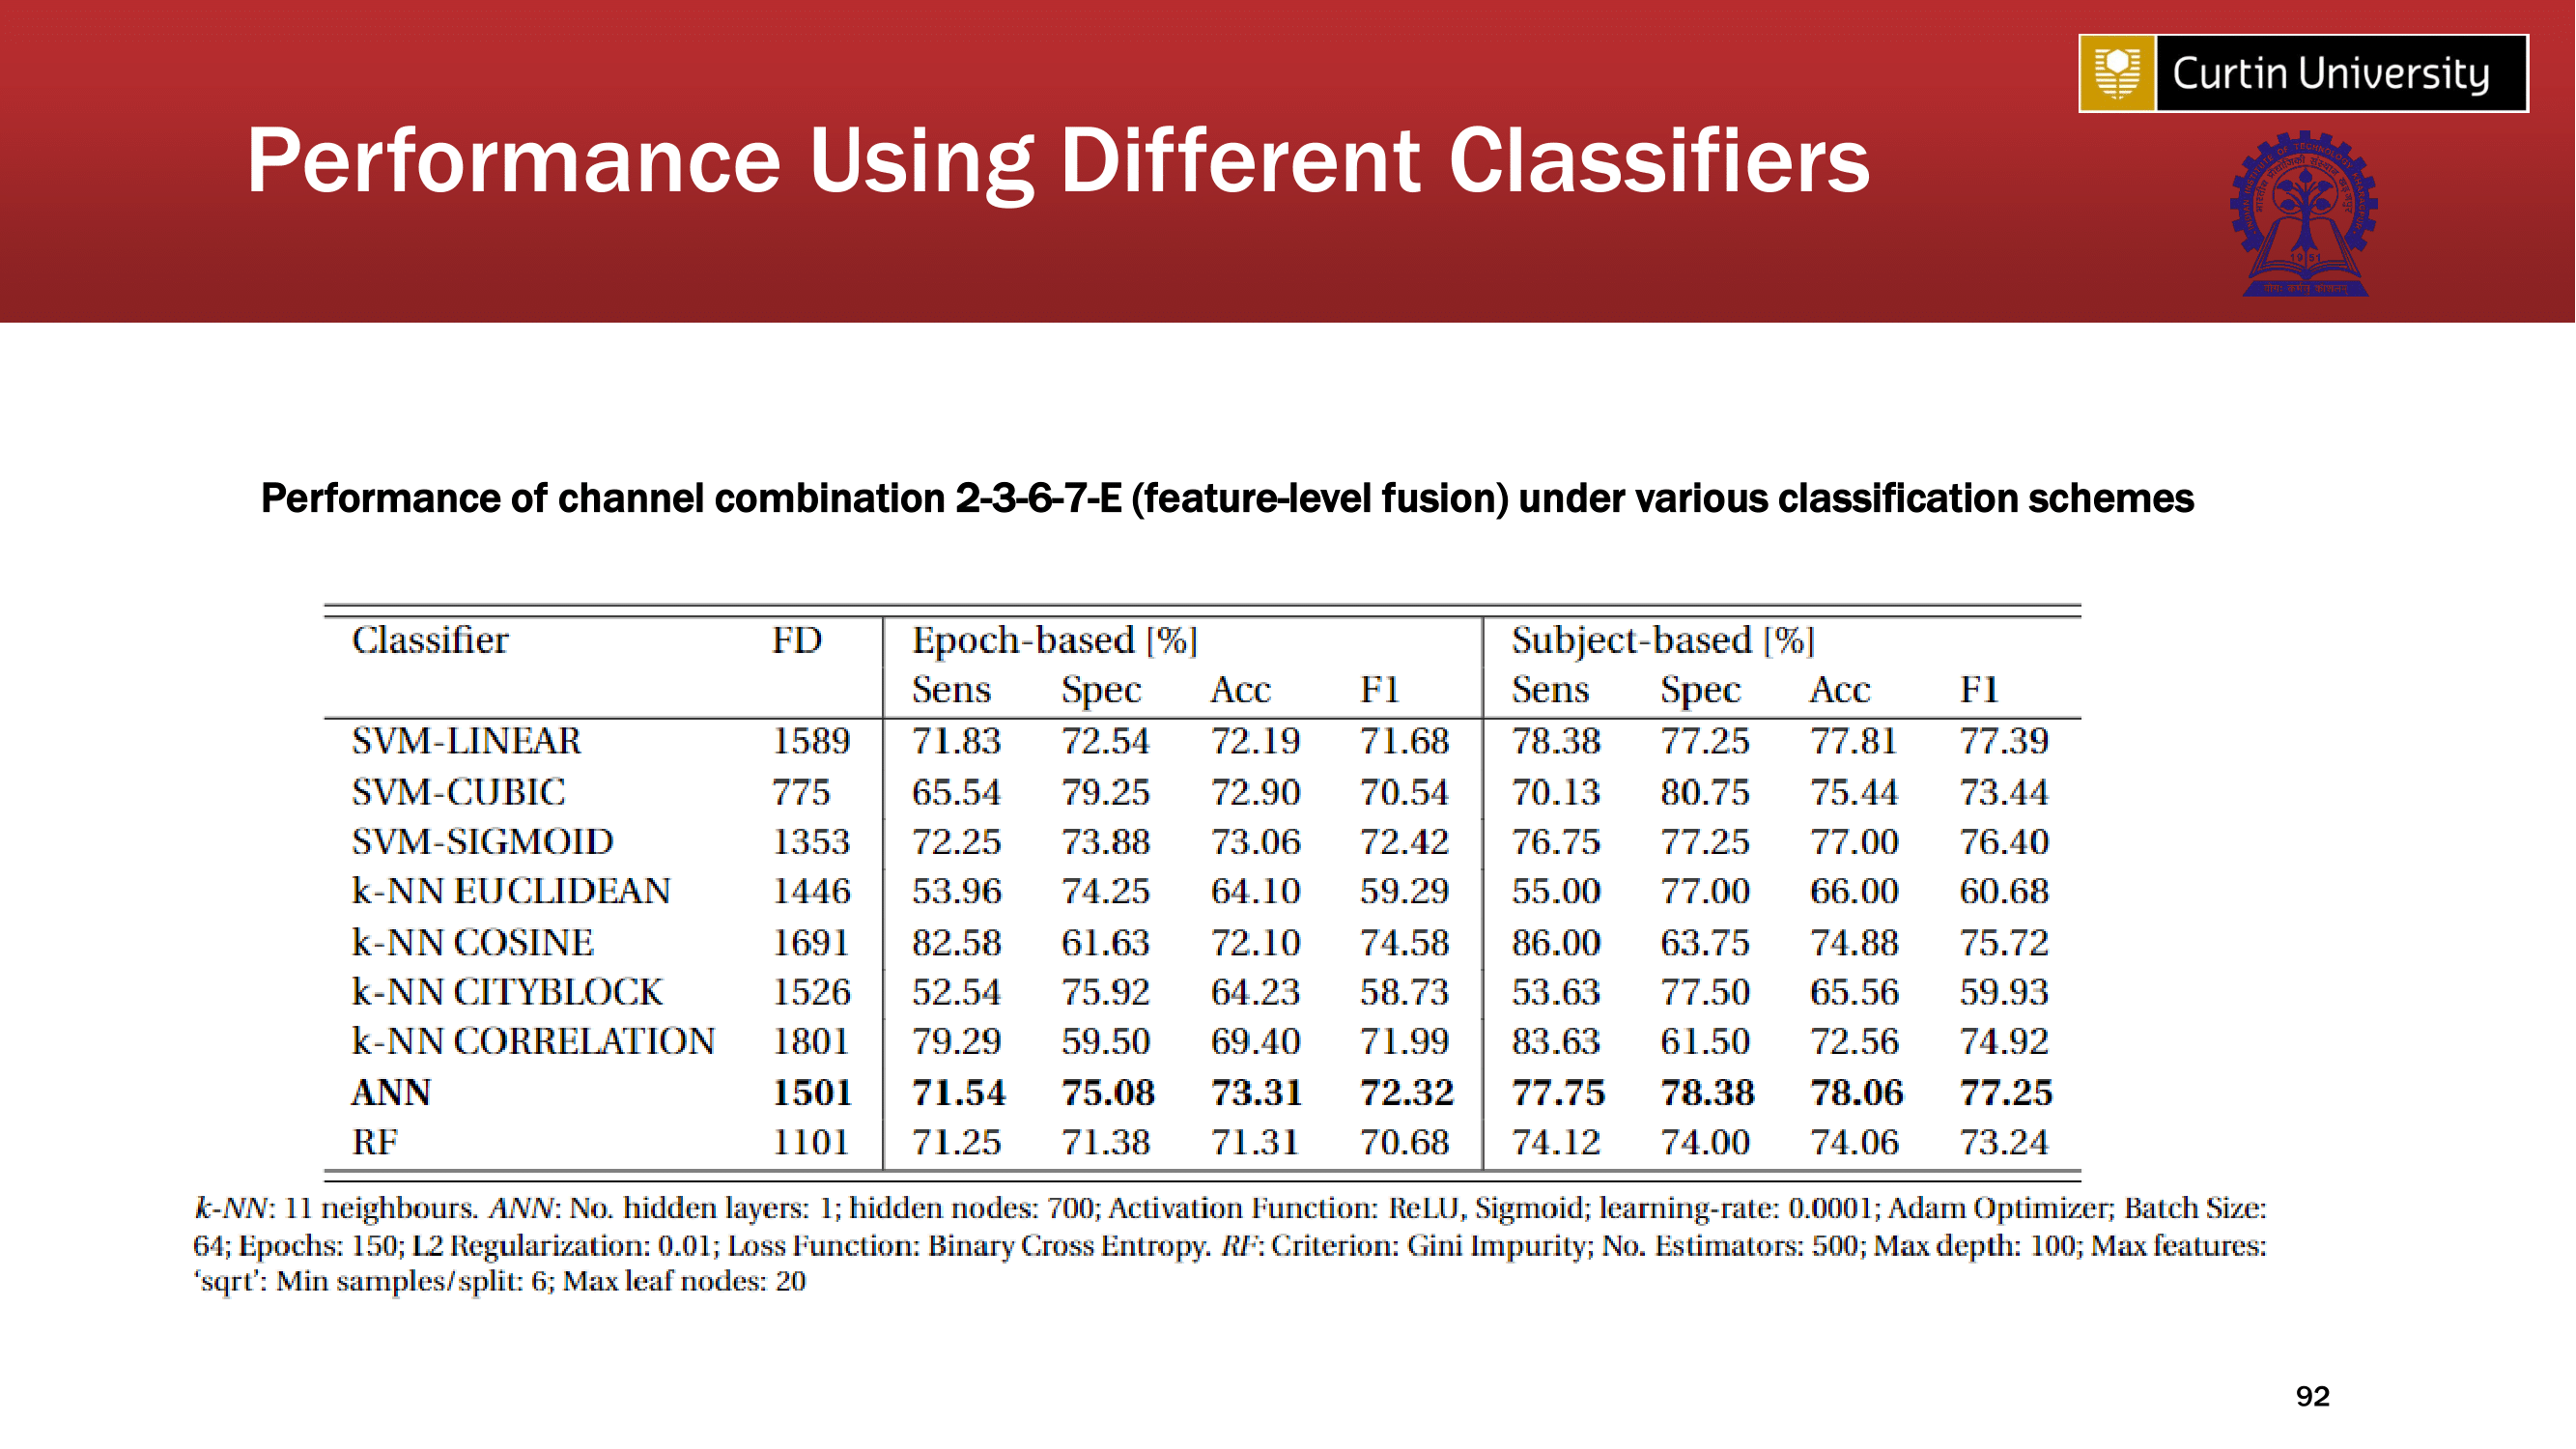 Curtin University
Performance Using Different Classifiers
19 51
Performance of channel combination 2-3-6-7-E (feature-level fusion) under various classification schemes
Classifier FD Epoch-based [%] Subject-based [%]
Sens Spec Acc F1 Sens Spec Acc F1
SVM-LINEAR 1589 71.83 72.54 72.19 71.68 78.38 77.25 77.81 77.39
SVM-CUBIC 775 65.54 79.25 72.90 70.54 70.13 80.75 75.44 73.44
SVM-SIGMOID 1353 72.25 73.88 73.06 72.42 76.75 77.25 77.00 76.40
k-NN EUCLIDEAN 1446 53.96 74.25 64.10 59.29 55.00 77.00 66.00 60.68
k-NN COSINE 1691 82.58 61.63 72.10 74.58 86.00 63.75 74.88 75.72
k-NN CITYBLOCK 1526 52.54 75.92 64.23 58.73 53.63 77.50 65.56 59.93
k-NN CORRELATION 1801 79.29 59.50 69.40 71.99 83.63 61.50 72.56 74.92
ANN 1501 71.54 75.08 73.31 72.32 77.75 78.38 78.06 77.25
RF 1101 71.25 71.38 71.31 70.68 74.12 74.00 74.06 73.24
k-NN: 11 neighbours. ANN: No. hidden layers: 1; hidden nodes: 700; Activation Function: ReLU, Sigmoid; learning-rate: 0.0001; Adam Optimizer; Batch Size:
64; Epochs: 150; L2 Regularization: 0.01; Loss Function: Binary Cross Entropy. RF: Criterion: Gini Impurity; No. Estimators: 500; Max depth: 100; Max features:
‘sqrt’: Min samples/split: 6; Max leaf nodes: 20
92